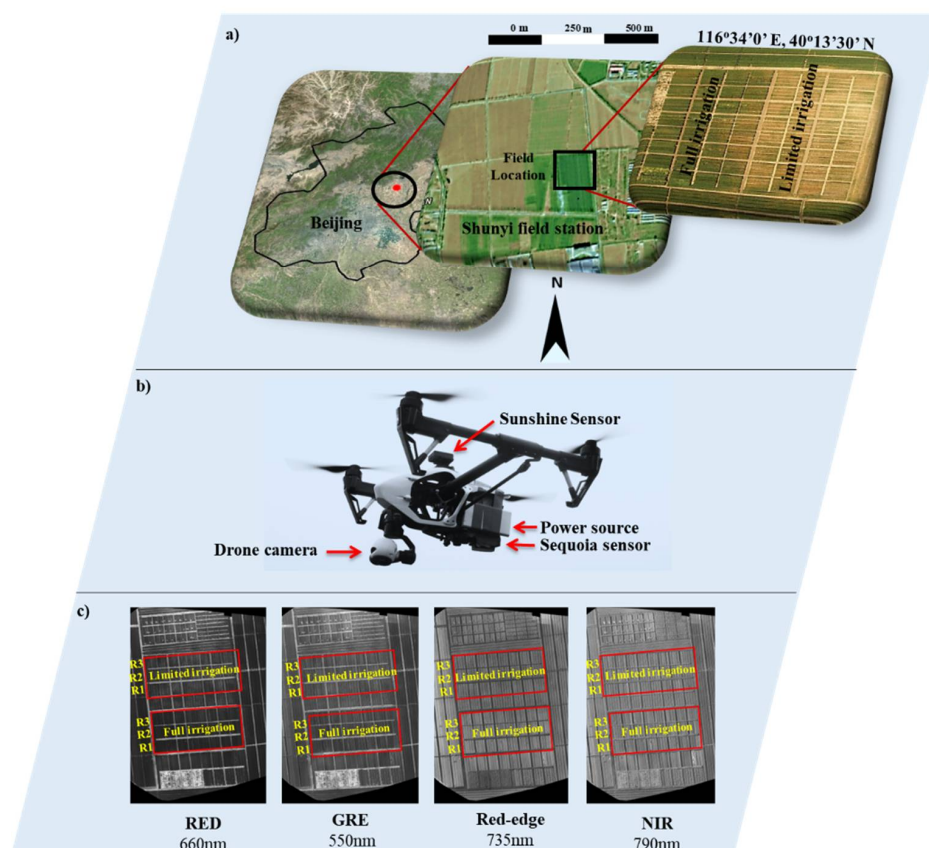 a)
0 m 250 m 500 m
116°34’0’ E, 40°13’30’ N
Full irrigation
Limited irrigation
Field
Location
Beijing
N
Shunyi field station
N
b)
Sunshine Sensor
Power source
Drone camera
Sequoia sensor
c)
R3
R2 Limited irrigation
R1
R3
R2 Full irrigation
R1
R3
R2 Limited irrigation
R1
R3
R2 Full irrigation
R1
R3
R2 Limited irrigation
R1
R3
R2 Full irrigation
R1
R3
R2 Limited irrigation
R1
R3
R2 Full irrigation
R1
RED GRE Red-edge NIR
660nm 550nm 735nm 790nm